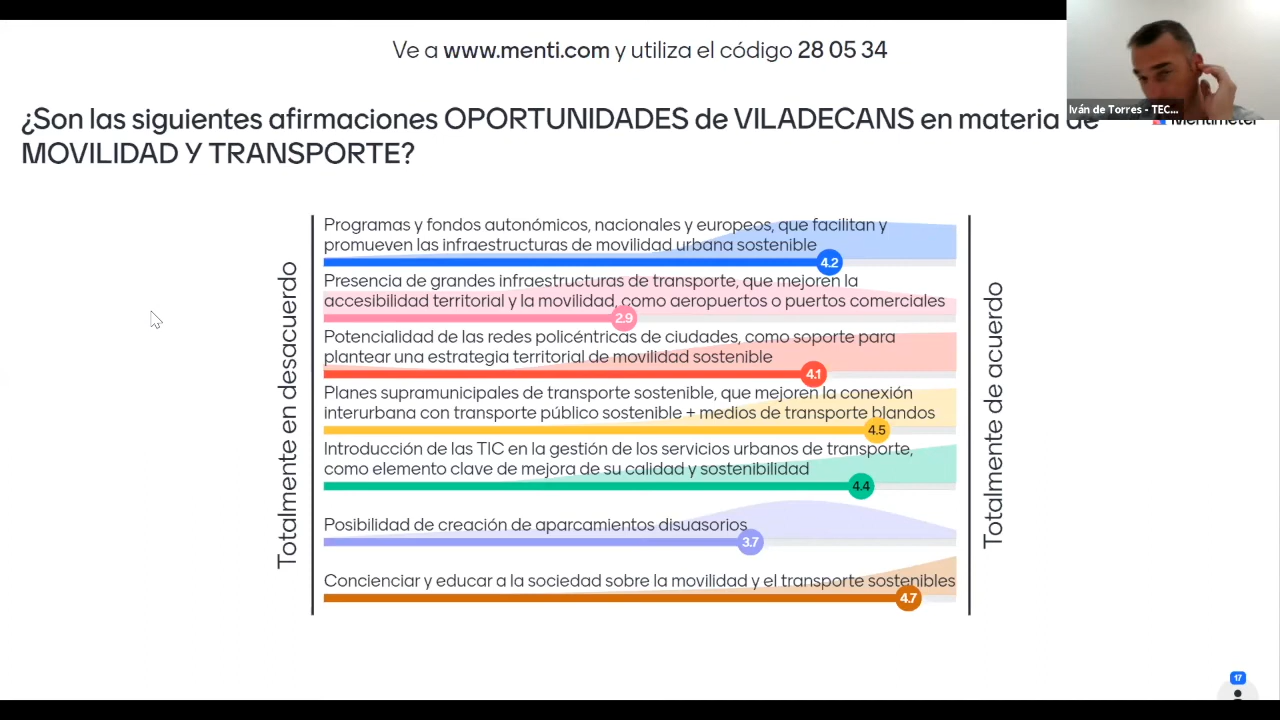 Ve a www.menti.com y utiliza el código 28 05 34
Iván de Torres - TEC...
¿Son las siguientes afirmaciones OPORTUNIDADES de VILADECANS en materia de
Mentimeter
MOVILIDAD Y TRANSPORTE?
Totalmente en desacuerdo
Programas y fondos autonómicos, nacionales y europeos, que facilitan y
promueven las infraestructuras de movilidad urbana sostenible
4.2
Presencia de grandes infraestructuras de transporte, que mejoren la
accesibilidad territorial y la movilidad, como aeropuertos o puertos comerciales
2.9
Potencialidad de las redes policéntricas de ciudades, como soporte para
plantear una estrategia territorial de movilidad sostenible
4.1
Planes supramunicipales de transporte sostenible, que mejoren la conexión
interurbana con transporte público sostenible + medios de transporte blandos
4.5
Introducción de las TIC en la gestión de los servicios urbanos de transporte,
como elemento clave de mejora de su calidad y sostenibilidad
4.4
Posibilidad de creación de aparcamientos disuasorios
3.7
Concienciar y educar a la sociedad sobre la movilidad y el transporte sostenibles
4.7
Totalmente de acuerdo
17